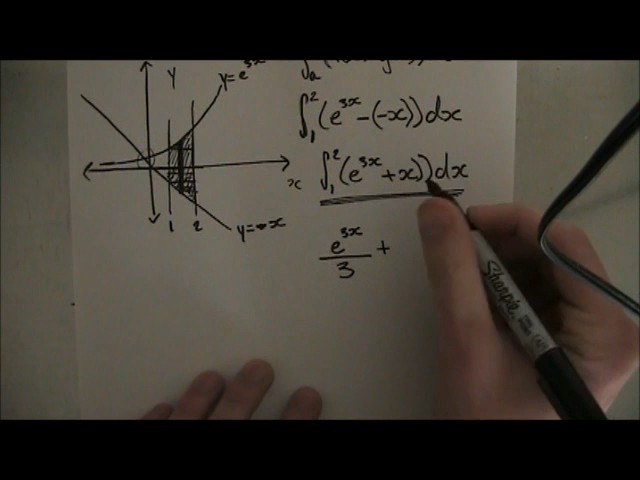 y
y=e^3x
∫₁²(e^3x-(-x))dx
x
∫₁²(e^3x+x))dx
1 2
y=-x
e^3x/3 +
Sharpie